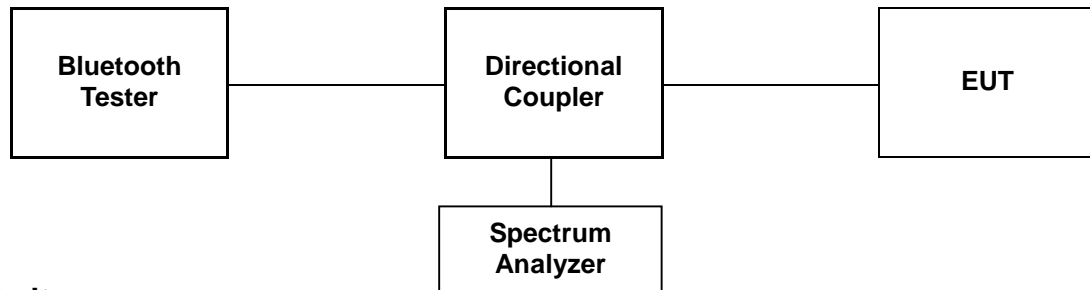 Bluetooth
Tester
Directional
Coupler
EUT
Spectrum
Analyzer